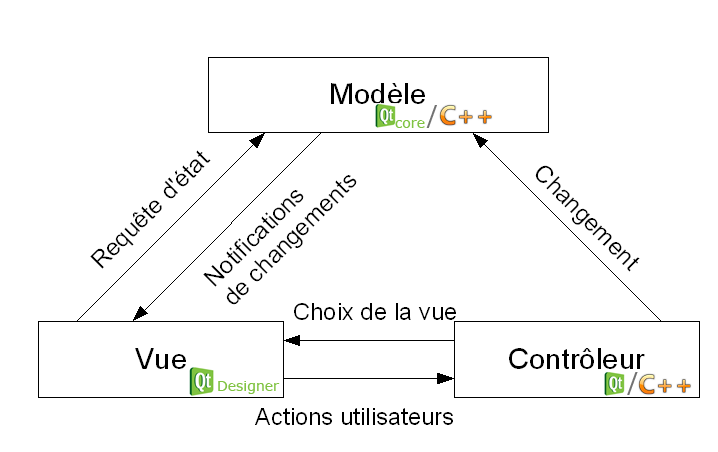 Modèle
Qt core/C++
Requête d'état
Notifications
de changements
Changement
Choix de la vue
Vue
Qt Designer
Contrôleur
Qt/C++
Actions utilisateurs